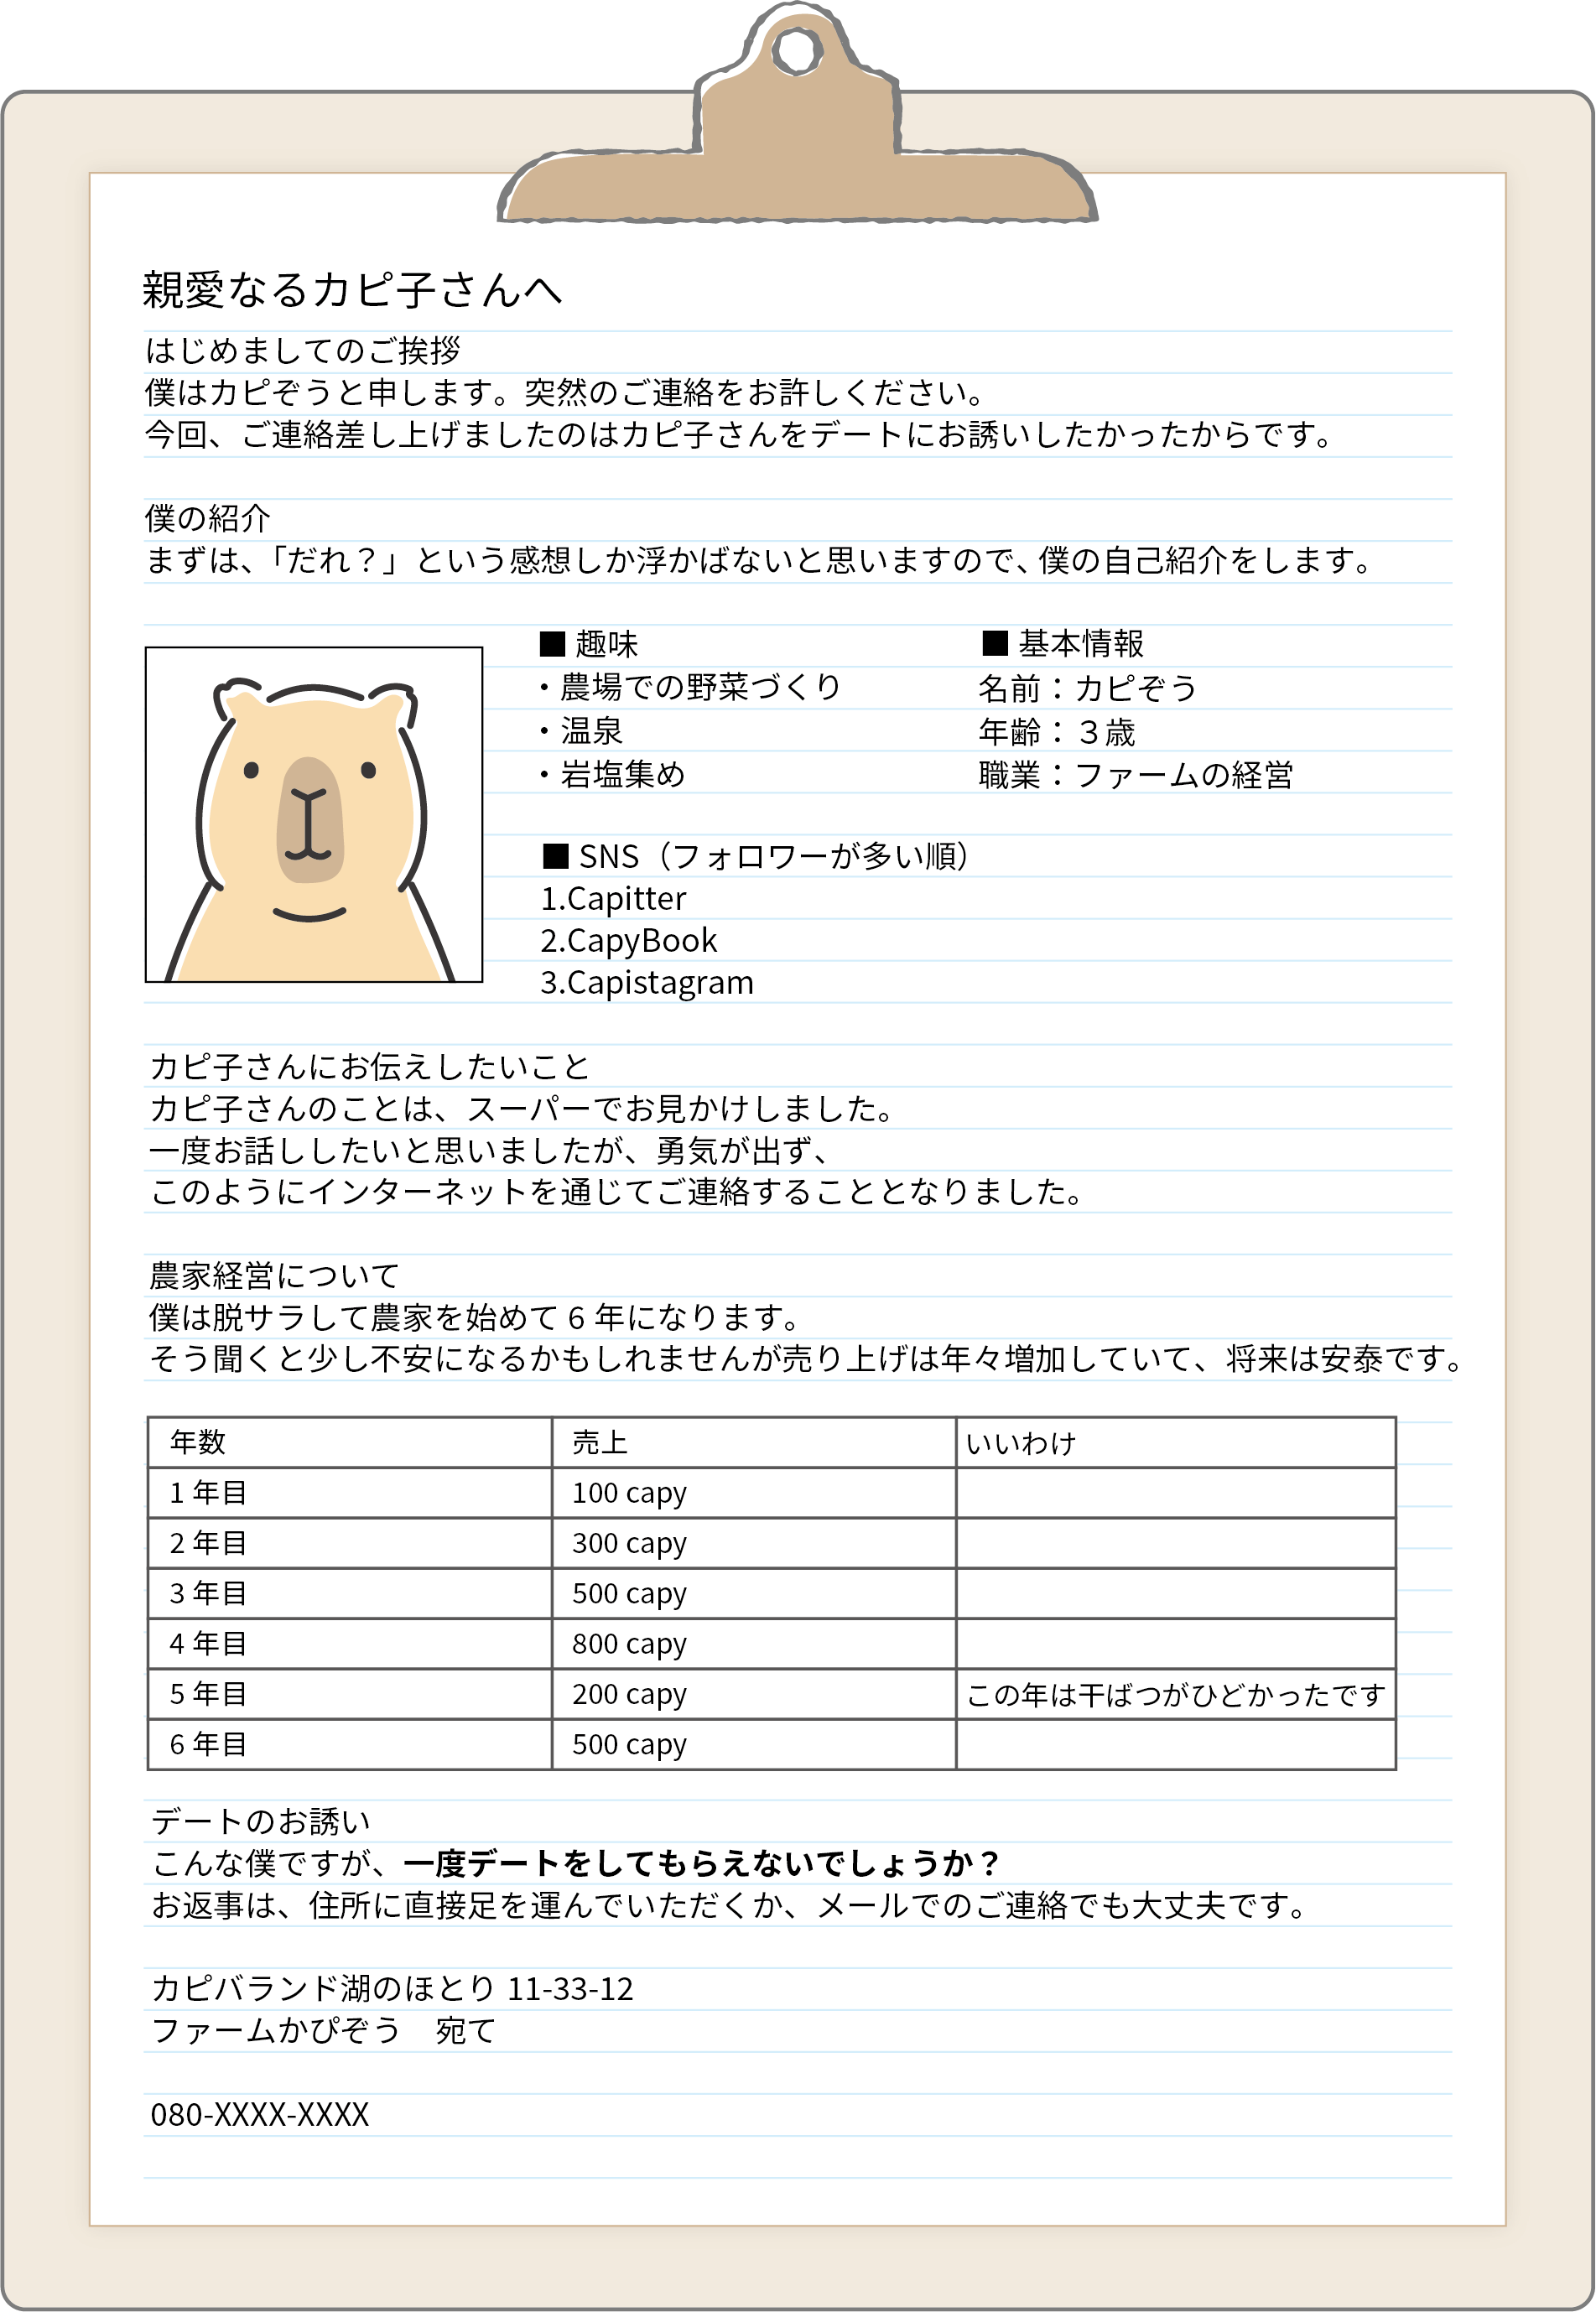 親愛なるカピ子さんへ
はじめましてのご挨拶
僕はカピぞうと申します。突然のご連絡をお許しください。
今回、ご連絡差し上げましたのはカピ子さんをデートにお誘いしたかったからです。
僕の紹介
まずは、「だれ？」という感想しか浮かばないと思いますので、僕の自己紹介をします。
■ 趣味
・農場での野菜づくり
・温泉
・岩塩集め
■ 基本情報
名前：カピぞう
年齢：３歳
職業：ファームの経営
■ SNS（フォロワーが多い順）
1.Capitter
2.CapyBook
3.Capistagram
カピ子さんにお伝えしたいこと
カピ子さんのことは、スーパーでお見かけしました。
一度お話ししたいと思いましたが、勇気が出ず、
このようにインターネットを通じてご連絡することとなりました。
農家経営について
僕は脱サラして農家を始めて 6 年になります。
そう聞くと少し不安になるかもしれませんが売り上げは年々増加していて、将来は安泰です。
年数 売上 いいわけ
1 年目 100 capy
2 年目 300 capy
3 年目 500 capy
4 年目 800 capy
5 年目 200 capy この年は干ばつがひどかったです
6 年目 500 capy
デートのお誘い
こんな僕ですが、一度デートをしてもらえないでしょうか？
お返事は、住所に直接足を運んでいただくか、メールでのご連絡でも大丈夫です。
カピバランド湖のほとり 11-33-12
ファームかぴぞう　宛て
080-XXXX-XXXX